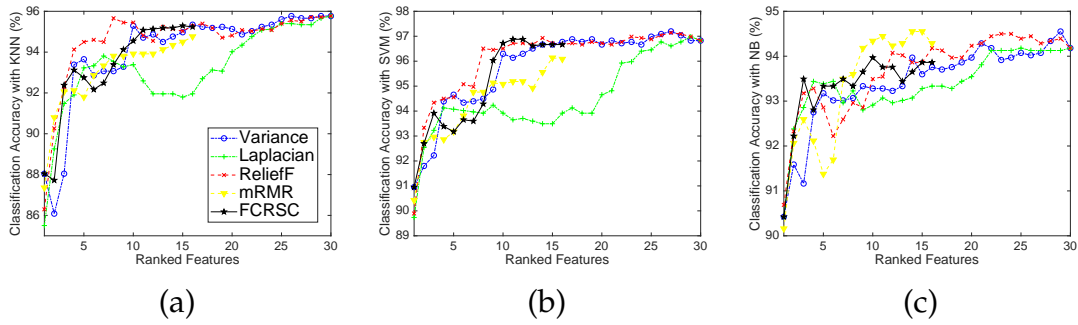 Classification Accuracy with KNN (%)
96
94
92
90
88
86
5 10 15 20 25 30
Ranked Features
Variance
Laplacian
ReliefF
mRMR
FCRSC
(a)
Classification Accuracy with SVM (%)
98
97
96
95
94
93
92
91
90
89
5 10 15 20 25 30
Ranked Features
(b)
Classification Accuracy with NB (%)
95
94
93
92
91
90
5 10 15 20 25 30
Ranked Features
(c)